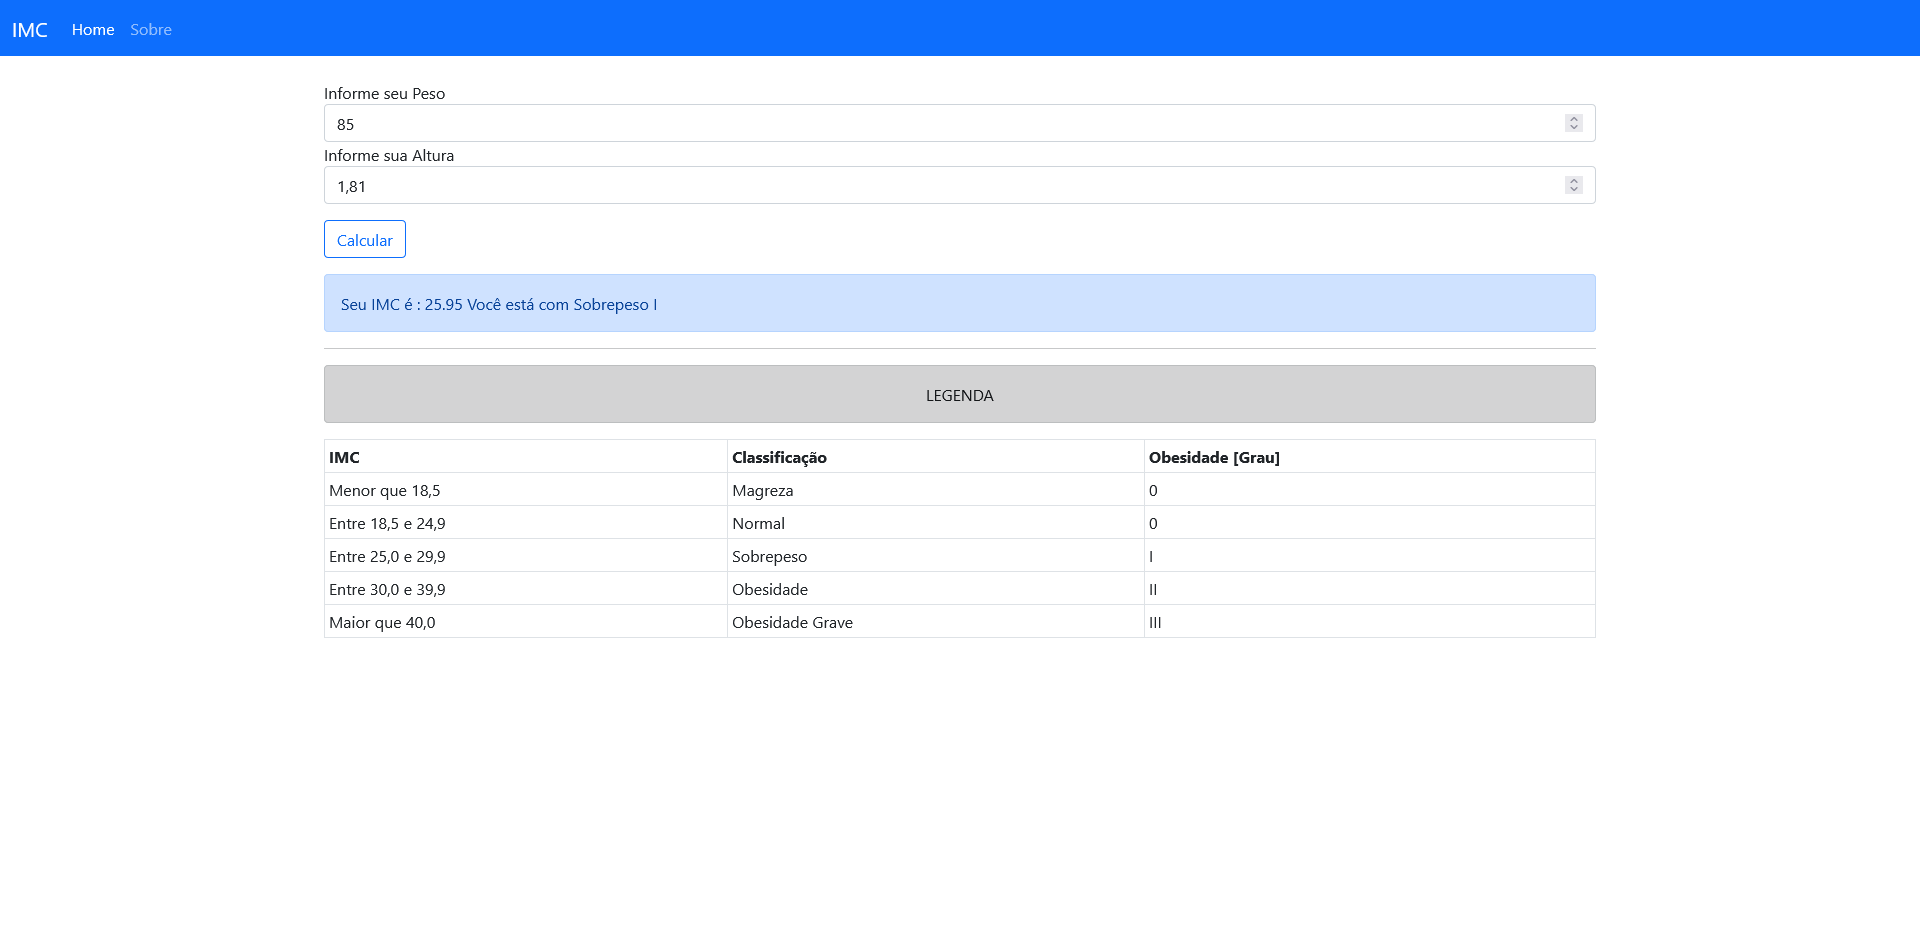 IMC Home Sobre
Informe seu Peso
85
Informe sua Altura
1,81
Calcular
Seu IMC é : 25.95 Você está com Sobrepeso I
LEGENDA
IMC Classificação Obesidade [Grau]
Menor que 18,5 Magreza 0
Entre 18,5 e 24,9 Normal 0
Entre 25,0 e 29,9 Sobrepeso I
Entre 30,0 e 39,9 Obesidade II
Maior que 40,0 Obesidade Grave III